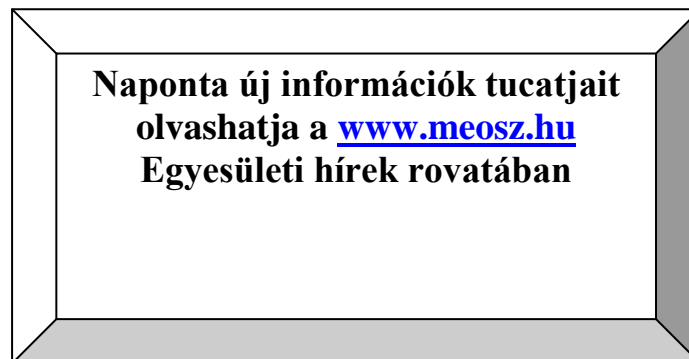 Naponta új információk tucatjait
olvashatja a www.meosz.hu
Egyesületi hírek rovatában